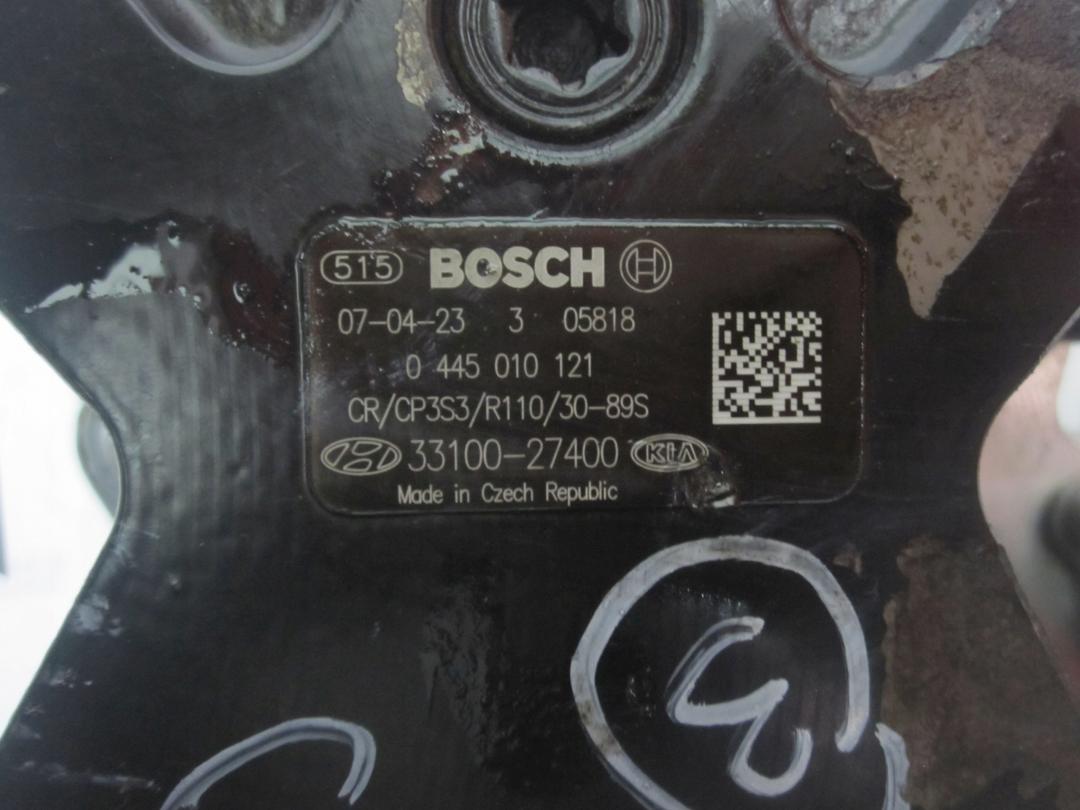 515 BOSCH
07-04-23 3 05818
0 445 010 121
CR/CP3S3/R110/30-89S
33100-27400 KIA
Made in Czech Republic